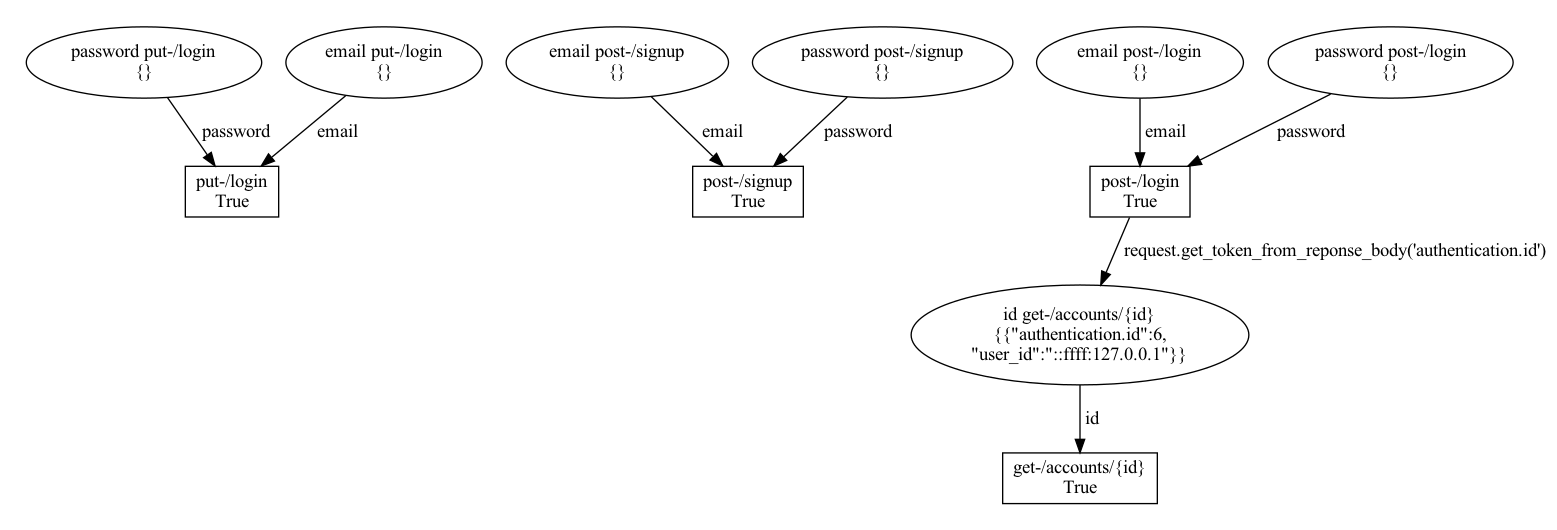 password put-/login
{}
email put-/login
{}
email post-/signup
{}
password post-/signup
{}
email post-/login
{}
password post-/login
{}
password
email
email
password
email
password
put-/login
True
post-/signup
True
post-/login
True
request.get_token_from_reponse_body('authentication.id')
id get-/accounts/{id}
{{"authentication.id":6,
"user_id":"::ffff:127.0.0.1"}}
id
get-/accounts/{id}
True